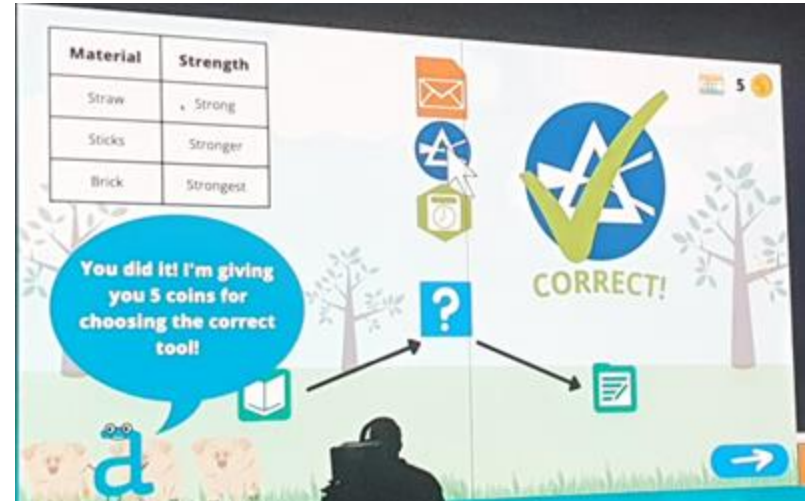 Material Strength
Straw Strong
Sticks Stronger
Brick Strongest
5
CORRECT!
You did it! I'm giving
you 5 coins for
choosing the correct
tool!
?
a